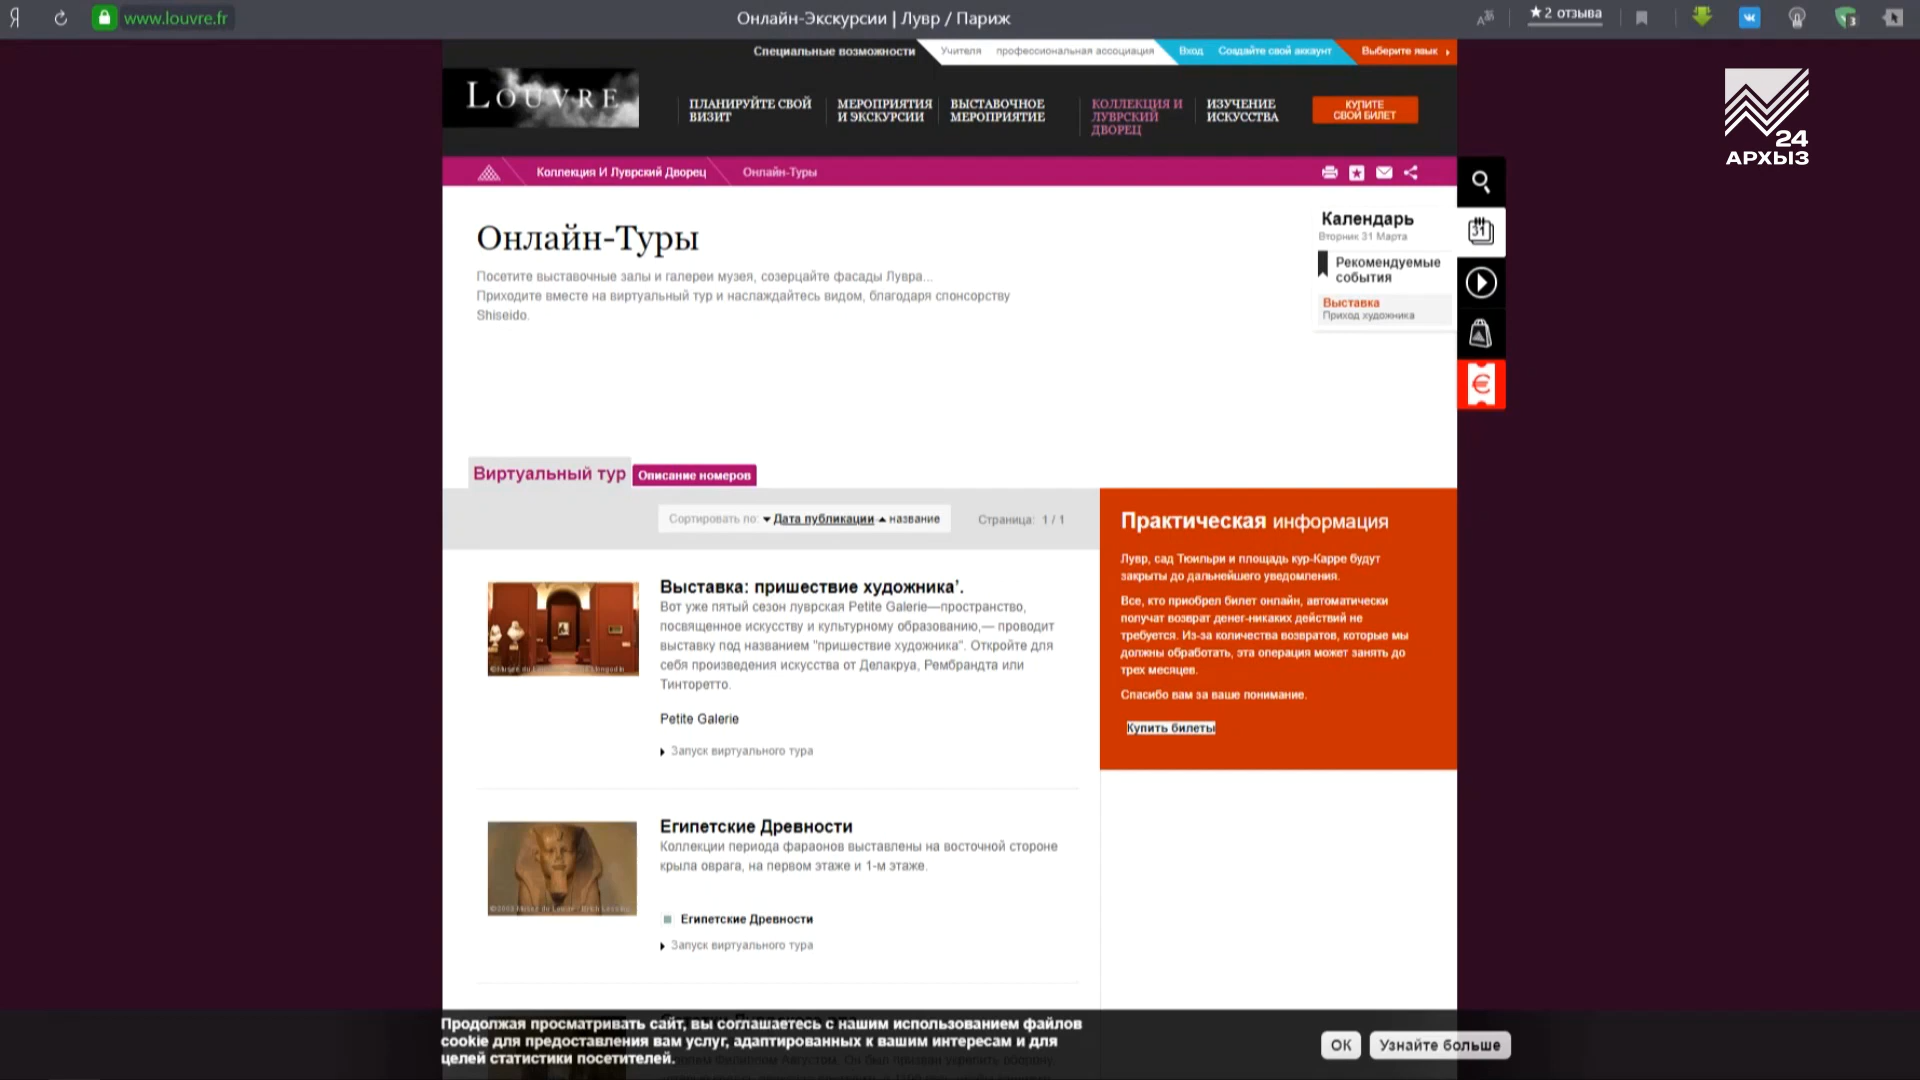 www.louvre.fr
Онлайн-Экскурсии | Лувр / Париж
2 отзыва
Специальные возможности
Учителя профессиональная ассоциация
Вход Создайте свой аккаунт
Выберите язык
LOUVRE
ПЛАНИРУЙТЕ СВОЙ
ВИЗИТ
МЕРОПРИЯТИЯ
И ЭКСКУРСИИ
ВЫСТАВОЧНОЕ
МЕРОПРИЯТИЕ
КОЛЛЕКЦИЯ И
ЛУВРСКИЙ
ДВОРЕЦ
ИЗУЧЕНИЕ
ИСКУССТВА
КУПИТЕ
СВОЙ БИЛЕТ
24
АРХЫЗ
Коллекция И Луврский Дворец
Онлайн-Туры
Онлайн-Туры
Посетите выставочные залы и галереи музея, созерцайте фасады Лувра...
Приходите вместе на виртуальный тур и наслаждайтесь видом, благодаря спонсорству
Shiseido.
Календарь
Вторник 31 Марта
Рекомендуемые
события
Выставка
Приход художника
31
€
Виртуальный тур
Описание номеров
Сортировать по: Дата публикации название
Страница: 1 / 1
Выставка: пришествие художника’.
Вот уже пятый сезон луврская Petite Galerie—пространство,
посвященное искусству и культурному образованию,— проводит
выставку под названием "пришествие художника". Откройте для
себя произведения искусства от Делакруа, Рембрандта или
Тинторетто.
Petite Galerie
Запуск виртуального тура
Египетские Древности
Коллекции периода фараонов выставлены на восточной стороне
крыла оврага, на первом этаже и 1-м этаже.
Египетские Древности
Запуск виртуального тура
Практическая информация
Лувр, сад Тюильри и площадь кур-Карре будут
закрыты до дальнейшего уведомления.
Все, кто приобрел билет онлайн, автоматически
получат возврат денег-никаких действий не
требуется. Из-за количества возвратов, которые мы
должны обработать, эта операция может занять до
трех месяцев.
Спасибо вам за ваше понимание.
Купить билеты
Продолжая просматривать сайт, вы соглашаетесь с нашим использованием файлов
cookie для предоставления вам услуг, адаптированных к вашим интересам и для
целей статистики посетителей.
ОК
Узнайте больше